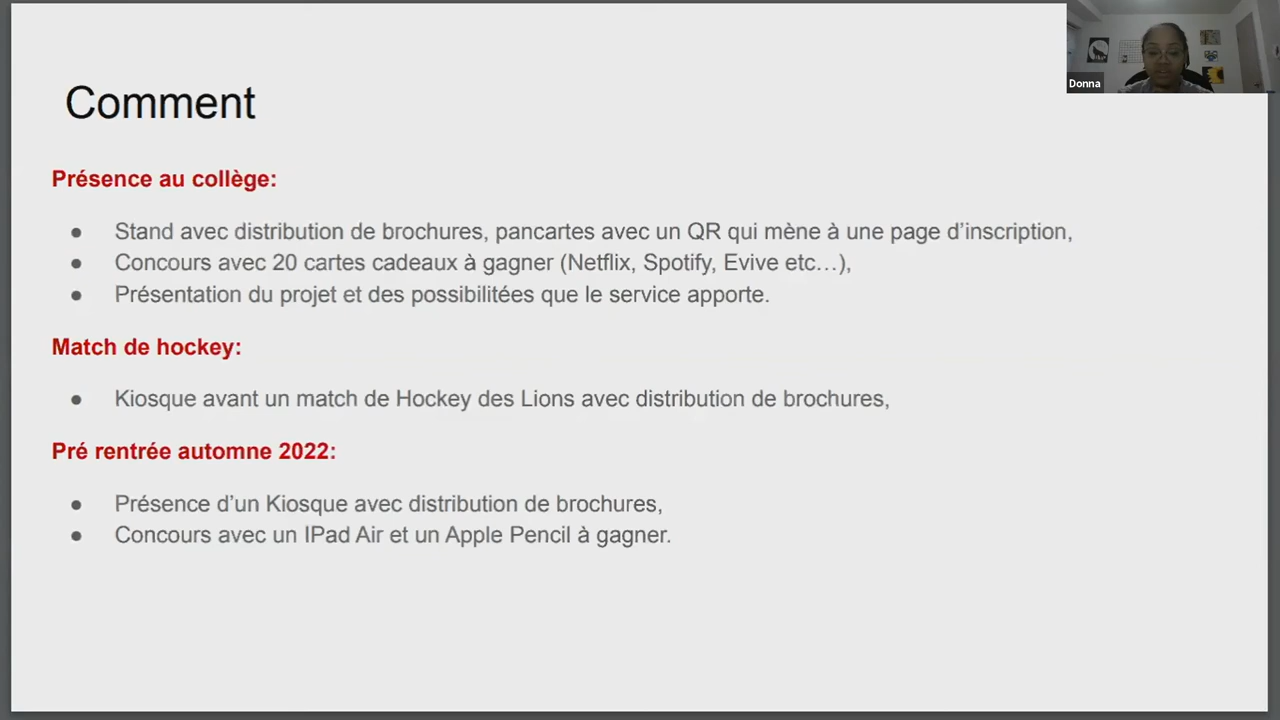 Comment
Présence au collège:
● Stand avec distribution de brochures, pancartes avec un QR qui mène à une page d’inscription,
● Concours avec 20 cartes cadeaux à gagner (Netflix, Spotify, Evive etc…),
● Présentation du projet et des possibilitées que le service apporte.
Match de hockey:
● Kiosque avant un match de Hockey des Lions avec distribution de brochures,
Pré rentrée automne 2022:
● Présence d’un Kiosque avec distribution de brochures,
● Concours avec un IPad Air et un Apple Pencil à gagner.
Donna